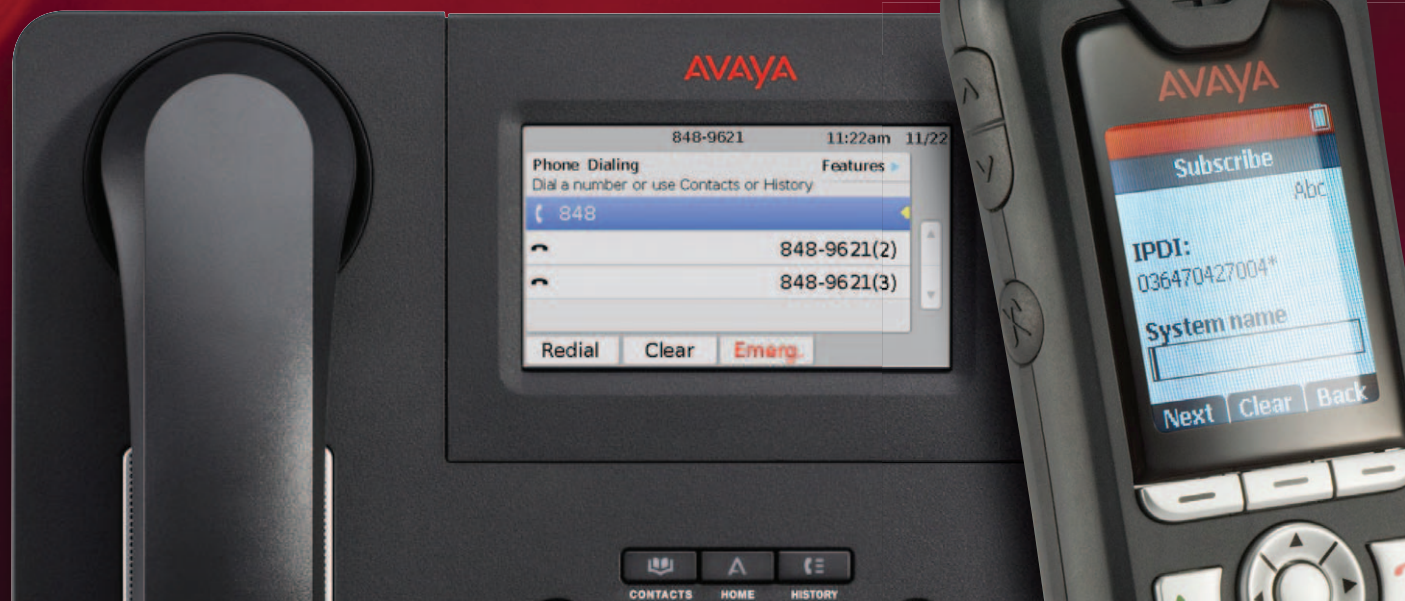 AVAYA
848-9621 11:22am 11/22
Phone Dialing Features
Dial a number or use Contacts or History
848
848-9621(2)
848-9621(3)
Redial Clear Emerg.
CONTACTS HOME HISTORY
AVAYA
Subscribe
Abc
IPDI:
036470427004*
System name
Next Clear Back